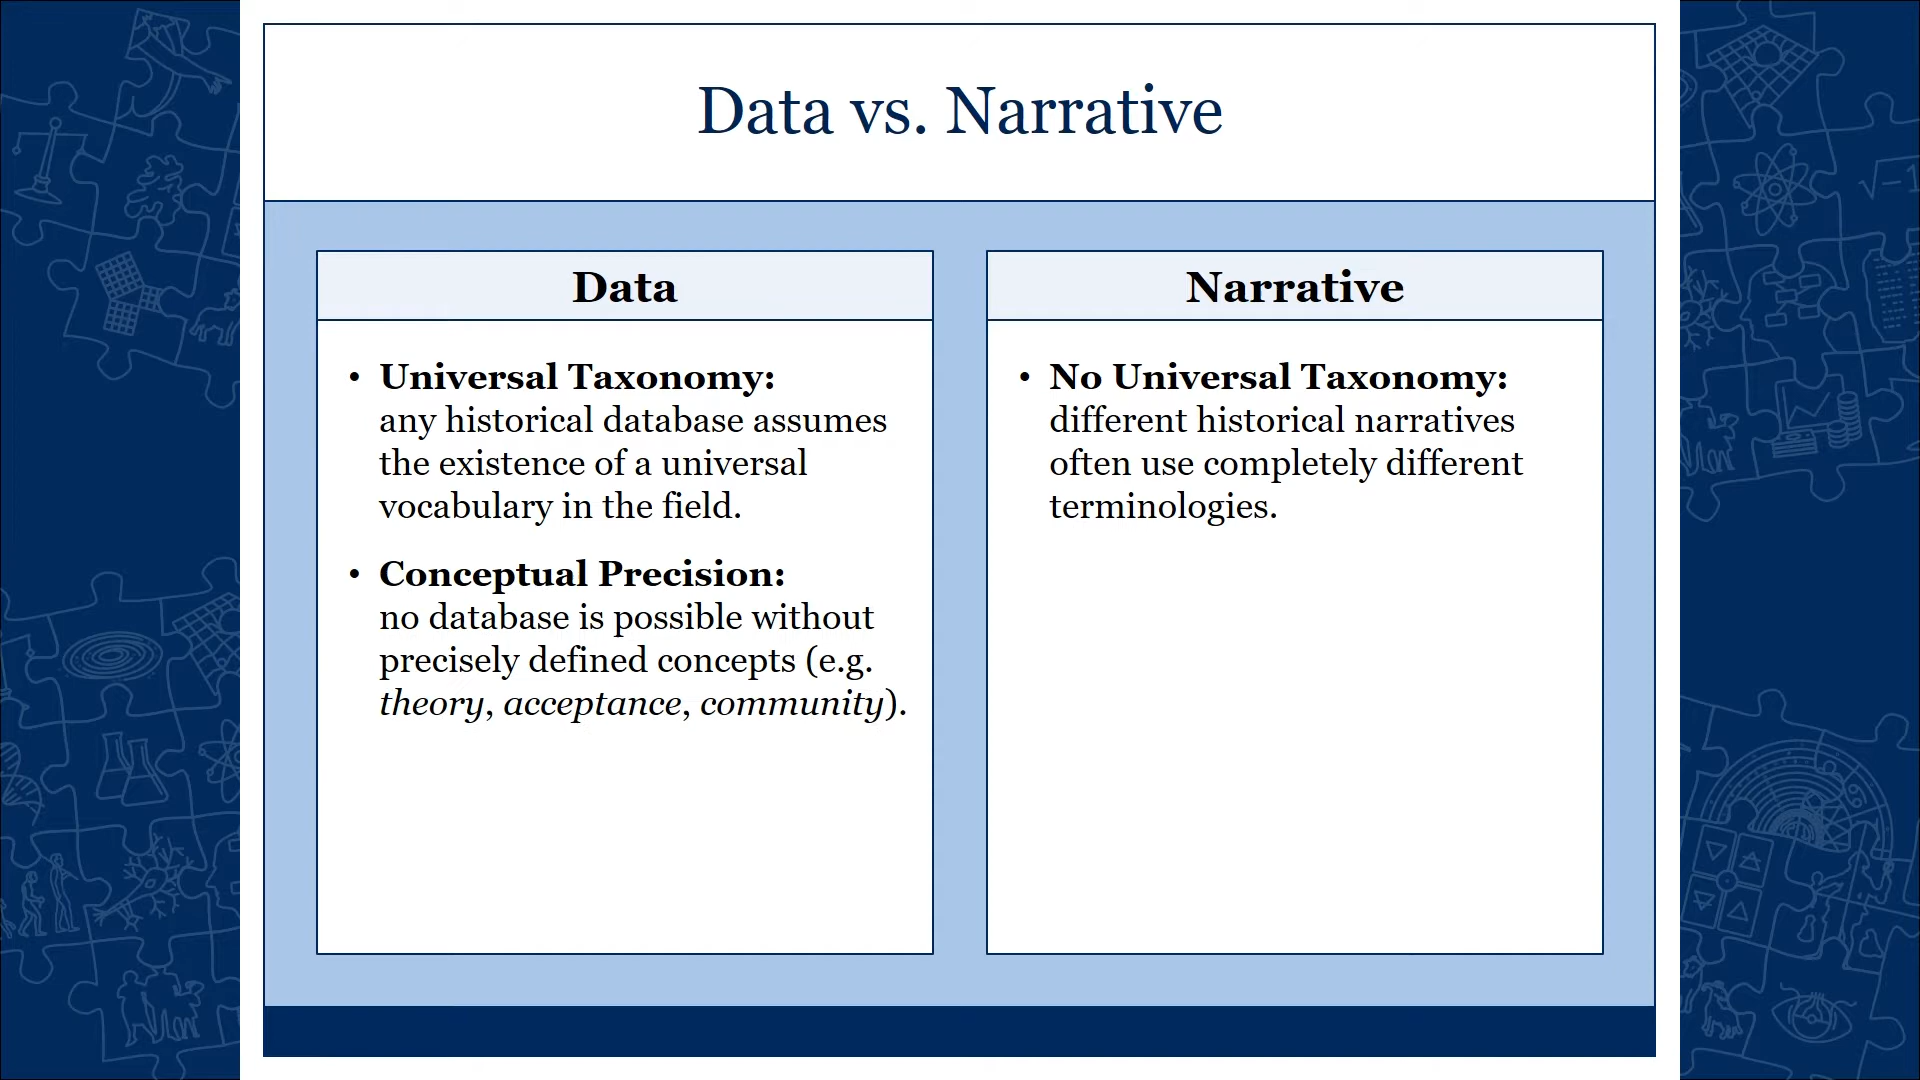 Data vs. Narrative
Data
• Universal Taxonomy:
any historical database assumes
the existence of a universal
vocabulary in the field.
• Conceptual Precision:
no database is possible without
precisely defined concepts (e.g.
theory, acceptance, community).
Narrative
• No Universal Taxonomy:
different historical narratives
often use completely different
terminologies.
√-1